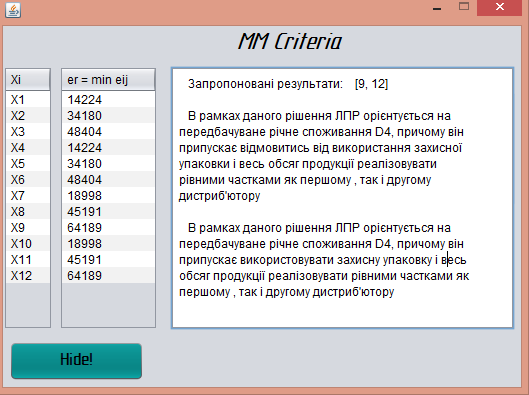 MM Criteria
Xi er = min eij
X1 14224
X2 34180
X3 48404
X4 14224
X5 34180
X6 48404
X7 18998
X8 45191
X9 64189
X10 18998
X11 45191
X12 64189
Запропоновані результати: [9, 12]
В рамках даного рішення ЛПР орієнтується на
передбачуване річне споживання D4, причому він
припускає відмовитись від використання захисної
упаковки і весь обсяг продукції реалізовувати
рівними частками як першому , так і другому
дистриб'ютору
В рамках даного рішення ЛПР орієнтується на
передбачуване річне споживання D4, причому він
припускає використовувати захисну упаковку і весь
обсяг продукції реалізовувати рівними частками як
першому , так і другому дистриб'ютору
Hide!